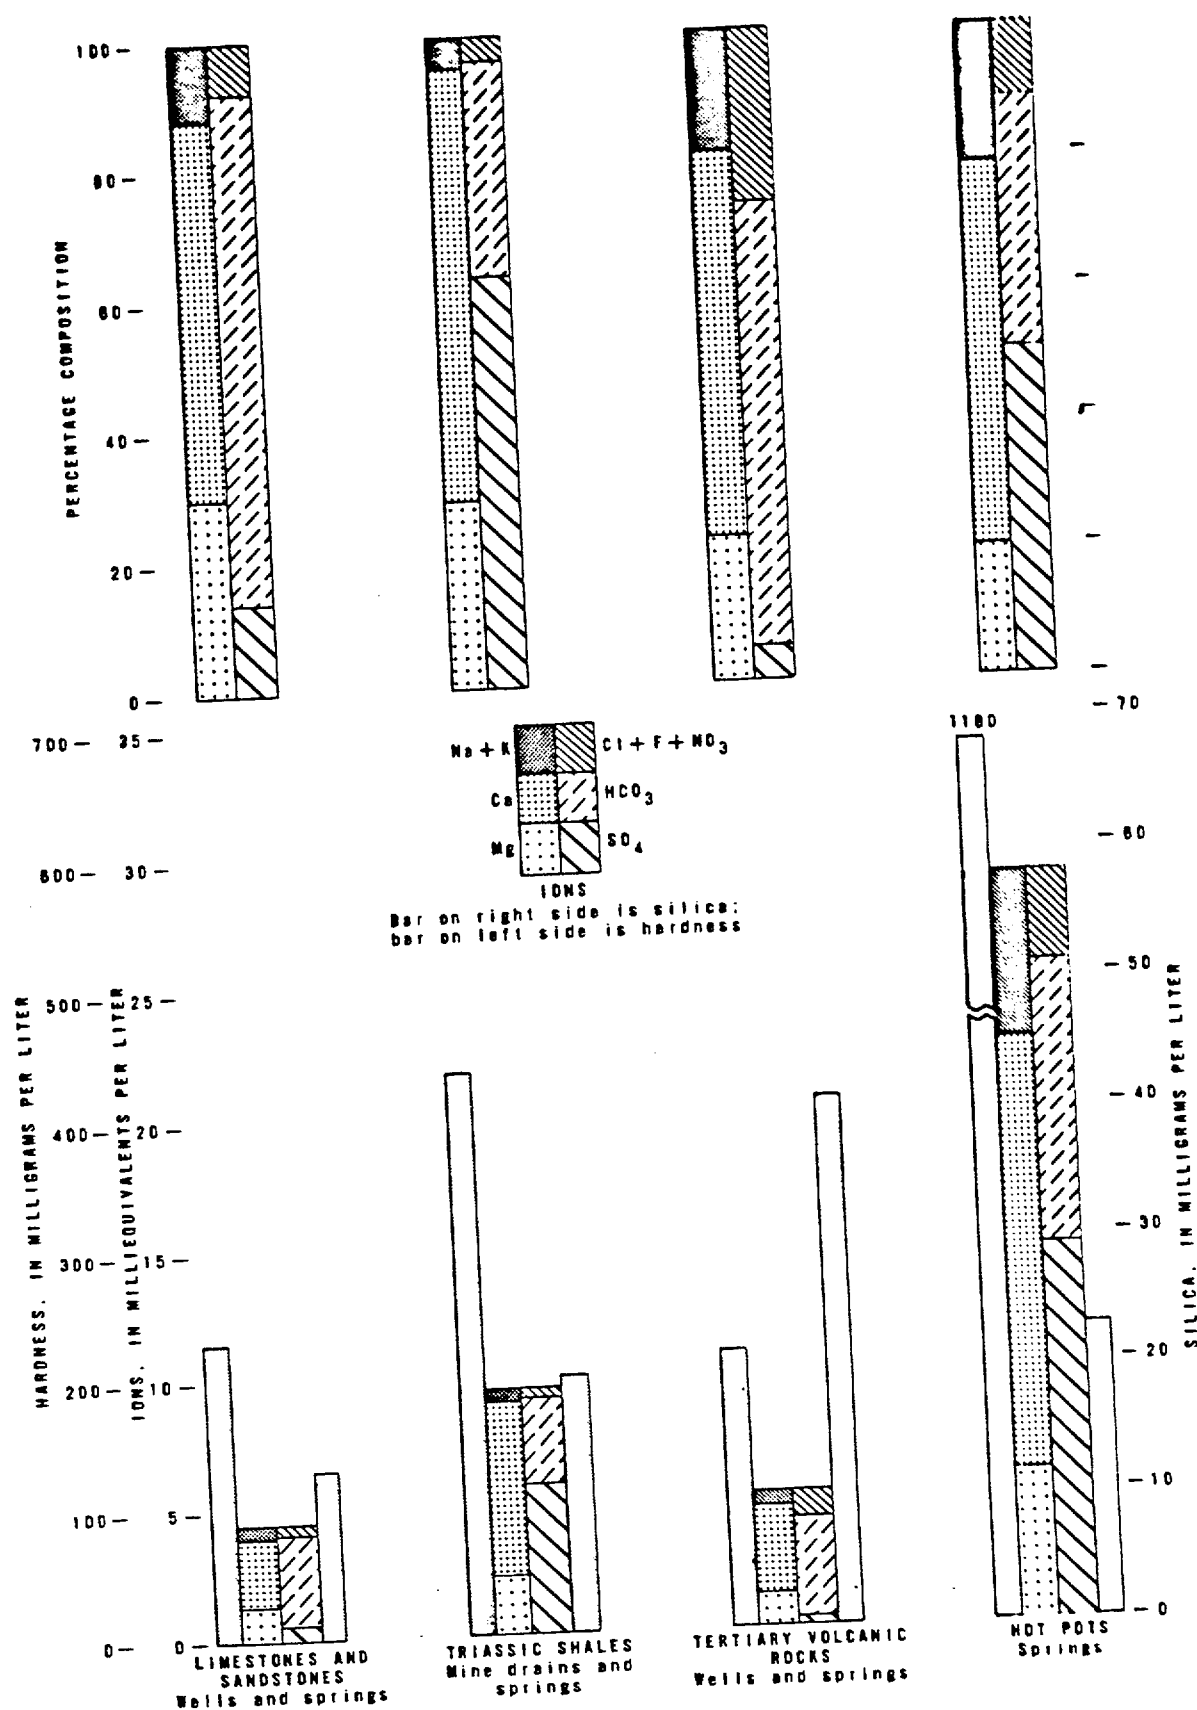 100
80
60
40
20
0
PERCENTAGE COMPOSITION
Na + K
Cl + F + NO3
Ca
HCO3
Mg
SO4
IONS
Bar on right side is silica;
bar on left side is hardness
700
600
500
400
300
200
100
0
HARDNESS, IN MILLIGRAMS PER LITER
35
30
25
20
15
10
5
0
IONS, IN MILLIEQUIVALENTS PER LITER
1180
70
60
50
40
30
20
10
0
SILICA, IN MILLIGRAMS PER LITER
LIMESTONES AND
SANDSTONES
Wells and springs
TRIASSIC SHALES
Mine drains and
springs
TERTIARY VOLCANIC
ROCKS
Wells and springs
HOT POTS
Springs